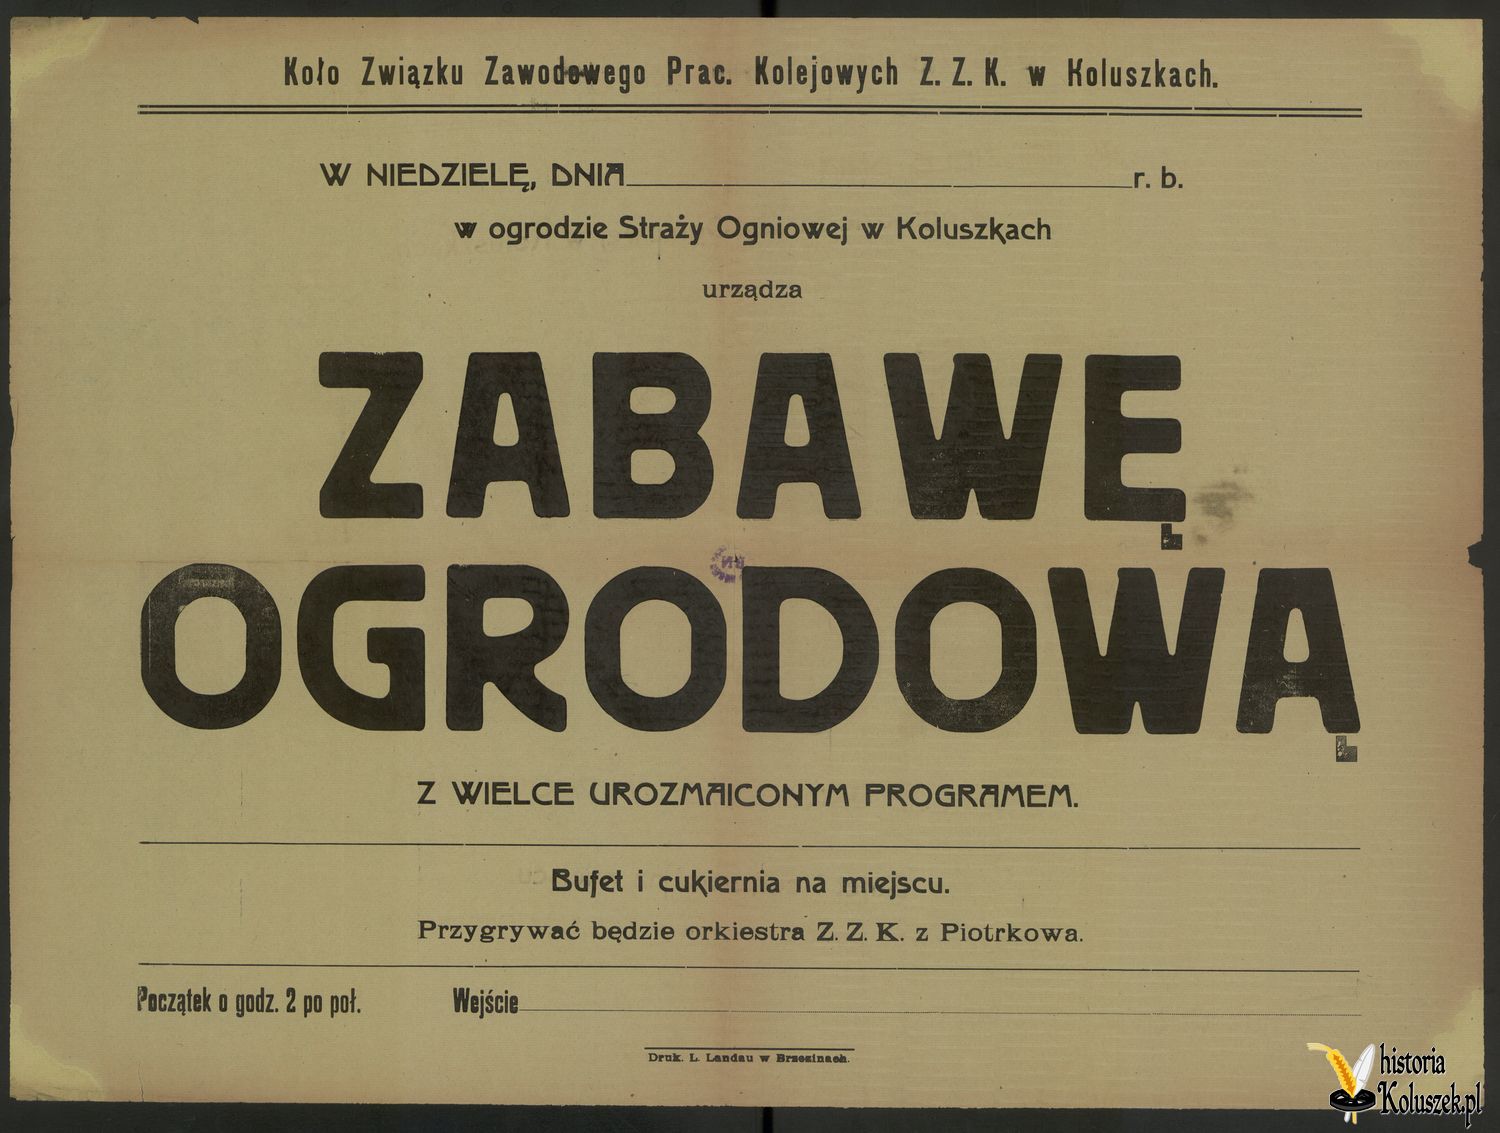 Koło Związku Zawodowego Prac. Kolejowych Z. Z. K. w Koluszkach.
W NIEDZIELĘ, DNIA r. b.
w ogrodzie Straży Ogniowej w Koluszkach
urządza
ZABAWĘ
OGRODOWĄ
Z WIELCE UROZMAICONYM PROGRAMEM.
Bufet i cukiernia na miejscu.
Przygrywać będzie orkiestra Z. Z. K. z Piotrkowa.
Początek o godz. 2 po poł. Wejście
Druk. L. Landau w Brzezinach.
historia
Koluszek.pl